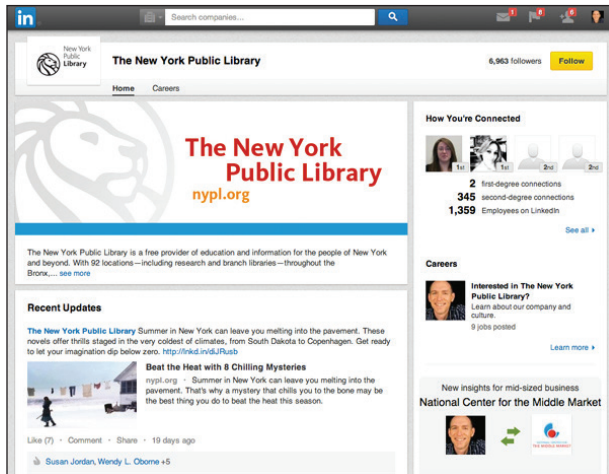 in
Search companies...
1
8
6
New York
Public
Library
The New York Public Library
6,963 followers
Follow
Home
Careers
The New York
Public Library
nypl.org
The New York Public Library is a free provider of education and information for the people of New York
and beyond. With 92 locations—including research and branch libraries—throughout the
Bronx,... see more
Recent Updates
The New York Public Library Summer in New York can leave you melting into the pavement. These
novels offer thrills staged in the very coldest of climates, from South Dakota to Copenhagen. Get ready
to let your imagination dip below zero. http://lnkd.in/diJRusb
Beat the Heat with 8 Chilling Mysteries
nypl.org · Summer in New York can leave you melting into the
pavement. That's why a mystery that chills you to the bone may be
the best thing you do to beat the heat this season.
Like (7) · Comment · Share · 19 days ago
Susan Jordan, Wendy L. Oborne +5
How You're Connected
1st
1st
2nd
2nd
2 first-degree connections
345 second-degree connections
1,359 Employees on LinkedIn
See all
Careers
Interested in The New York
Public Library?
Learn about our company and
culture.
9 jobs posted
Learn more
New insights for mid-sized business
National Center for the Middle Market
THE MIDDLE MARKET